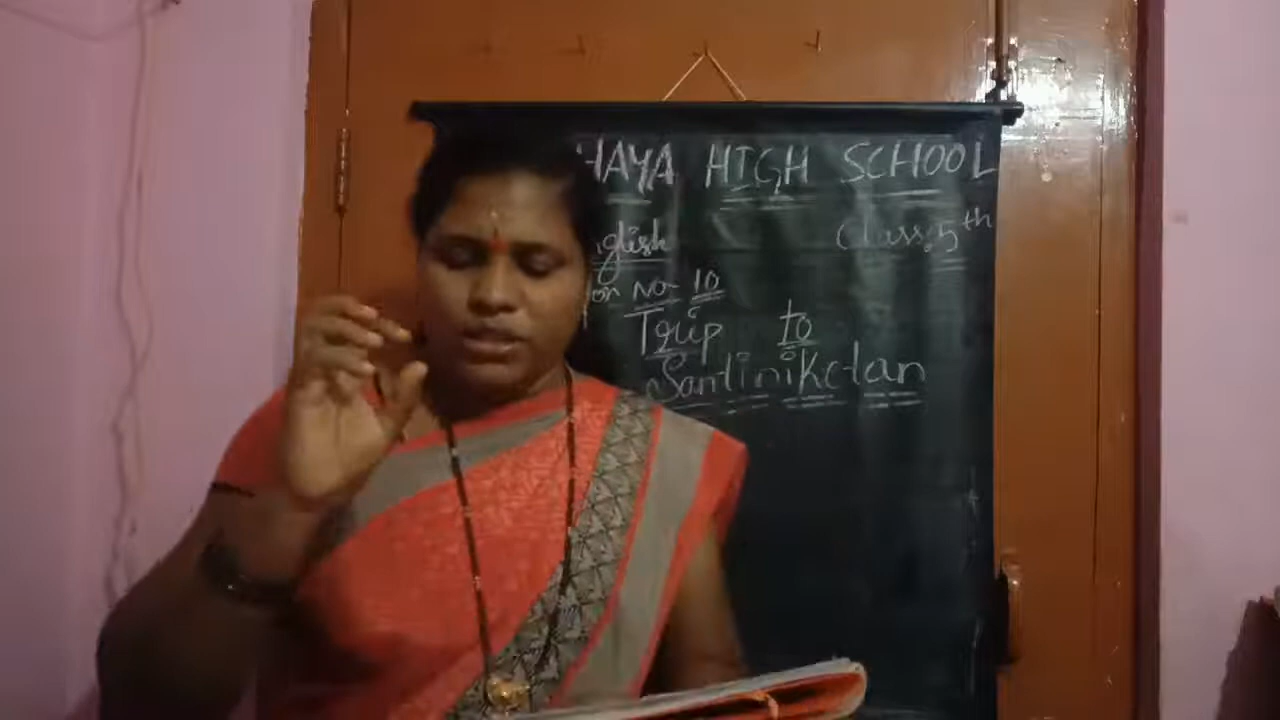 HAYA HIGH SCHOOL
glish Class: 5th
on No- 10
Trip to
Santiniketan